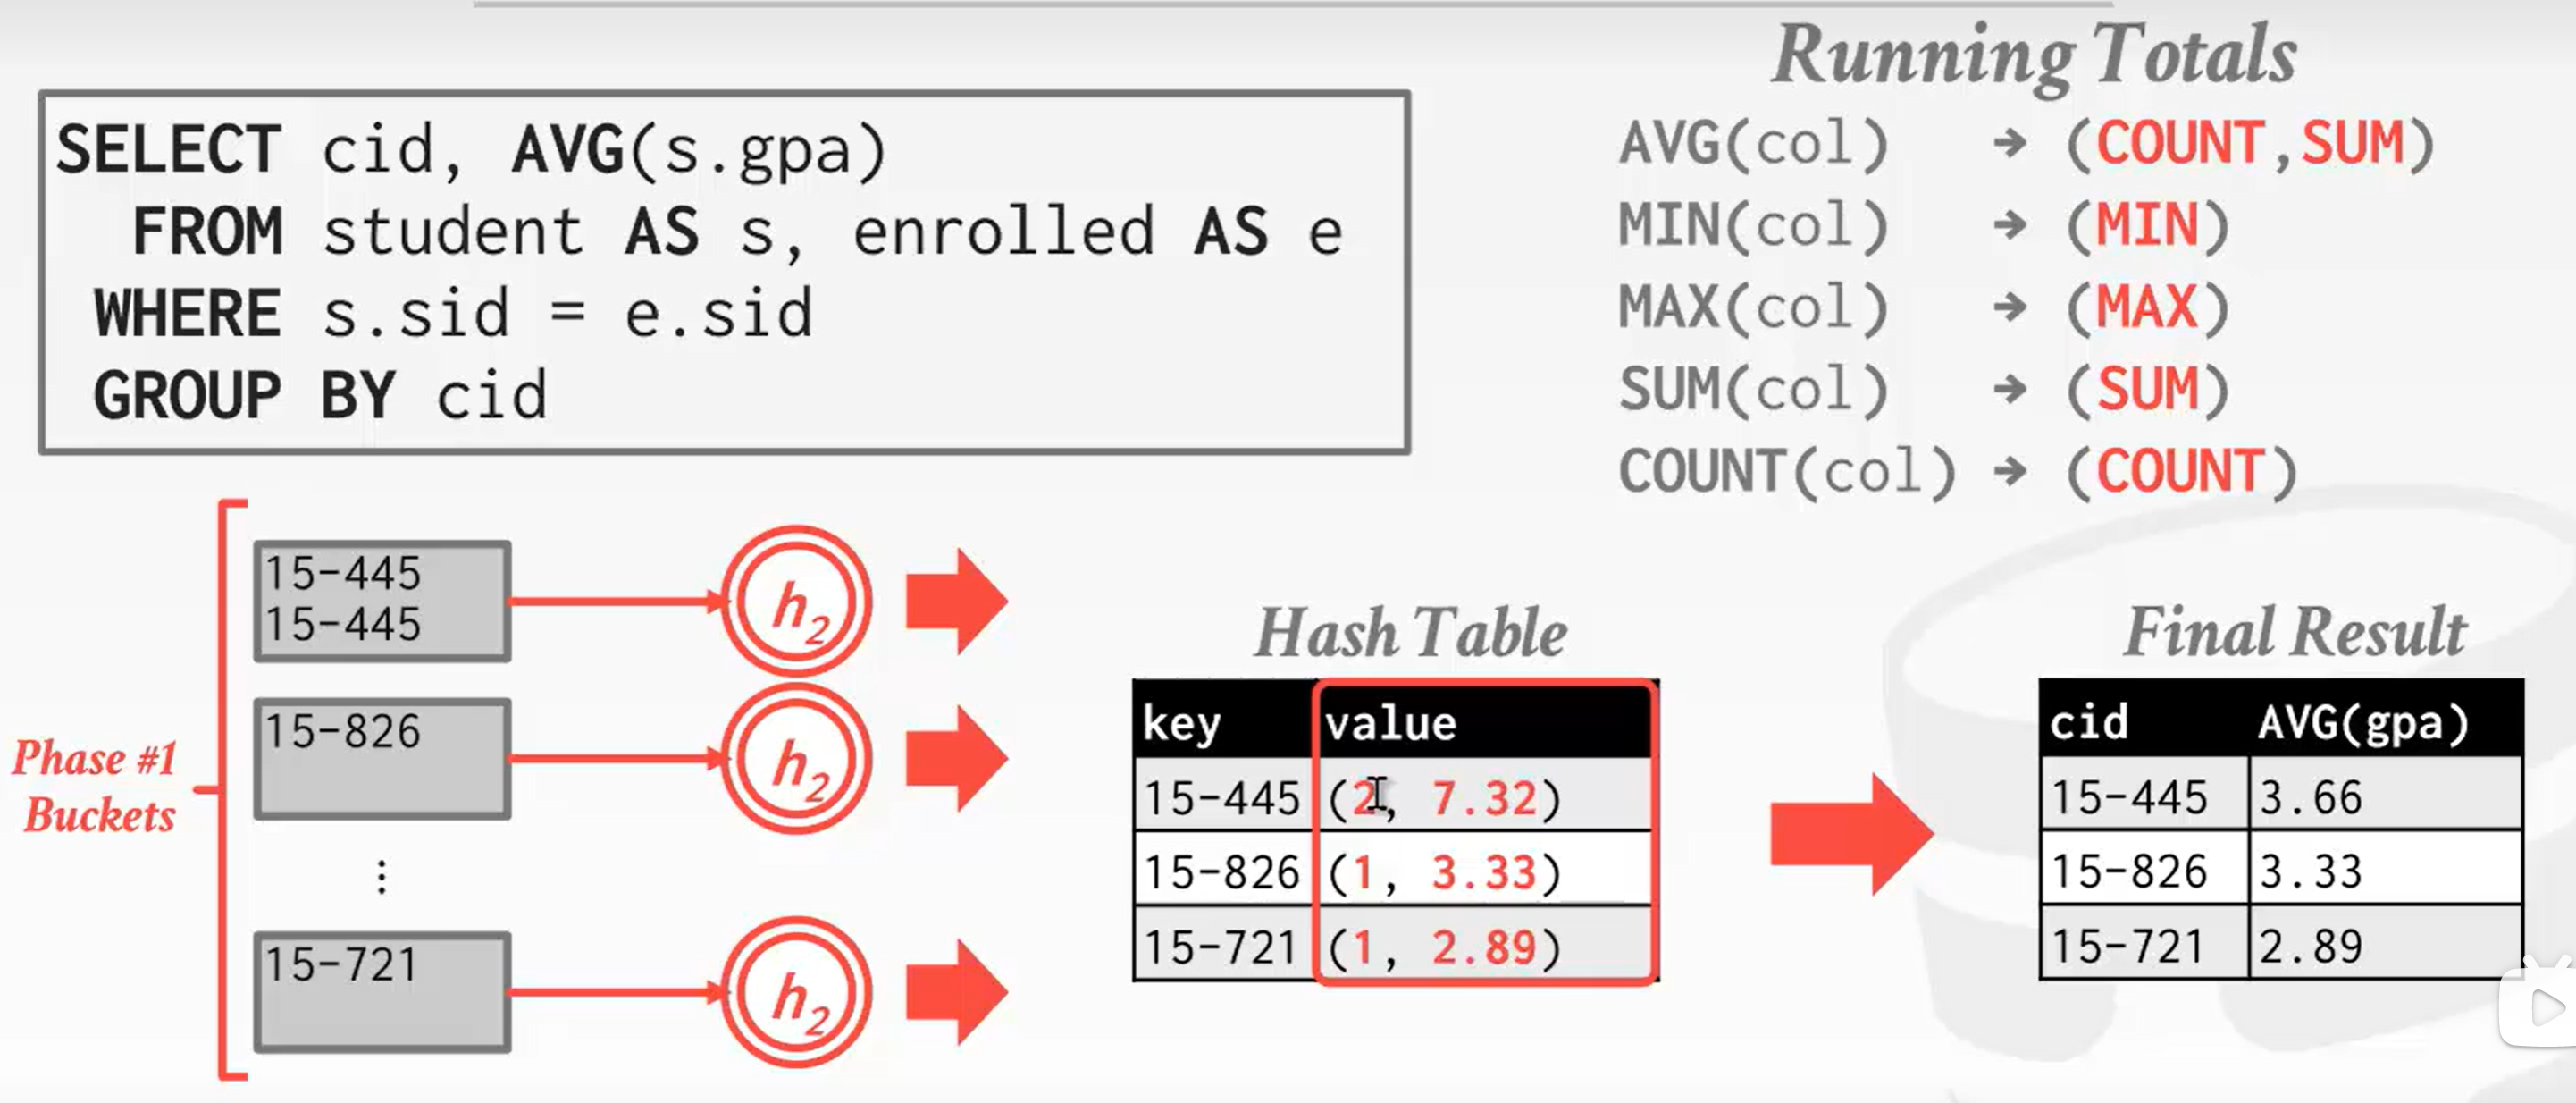 Running Totals
SELECT cid, AVG(s.gpa)
FROM student AS s, enrolled AS e
WHERE s.sid = e.sid
GROUP BY cid
AVG(col) → (COUNT,SUM)
MIN(col) → (MIN)
MAX(col) → (MAX)
SUM(col) → (SUM)
COUNT(col) → (COUNT)
Phase #1
Buckets
15-445
15-445
15-826
⋮
15-721
h2
h2
h2
Hash Table
key value
15-445 (2, 7.32)
15-826 (1, 3.33)
15-721 (1, 2.89)
Final Result
cid AVG(gpa)
15-445 3.66
15-826 3.33
15-721 2.89